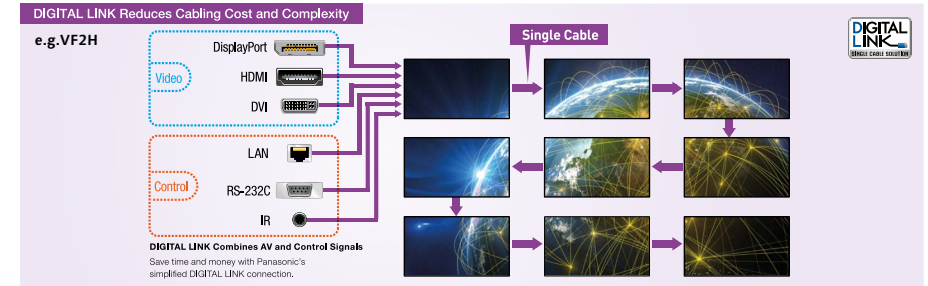 DIGITAL LINK Reduces Cabling Cost and Complexity
e.g.VF2H
DIGITAL
LINK
SINGLE CABLE SOLUTION
Single Cable
Video
DisplayPort
HDMI
DVI
Control
LAN
RS-232C
IR
DIGITAL LINK Combines AV and Control Signals
Save time and money with Panasonic's
simplified DIGITAL LINK connection.